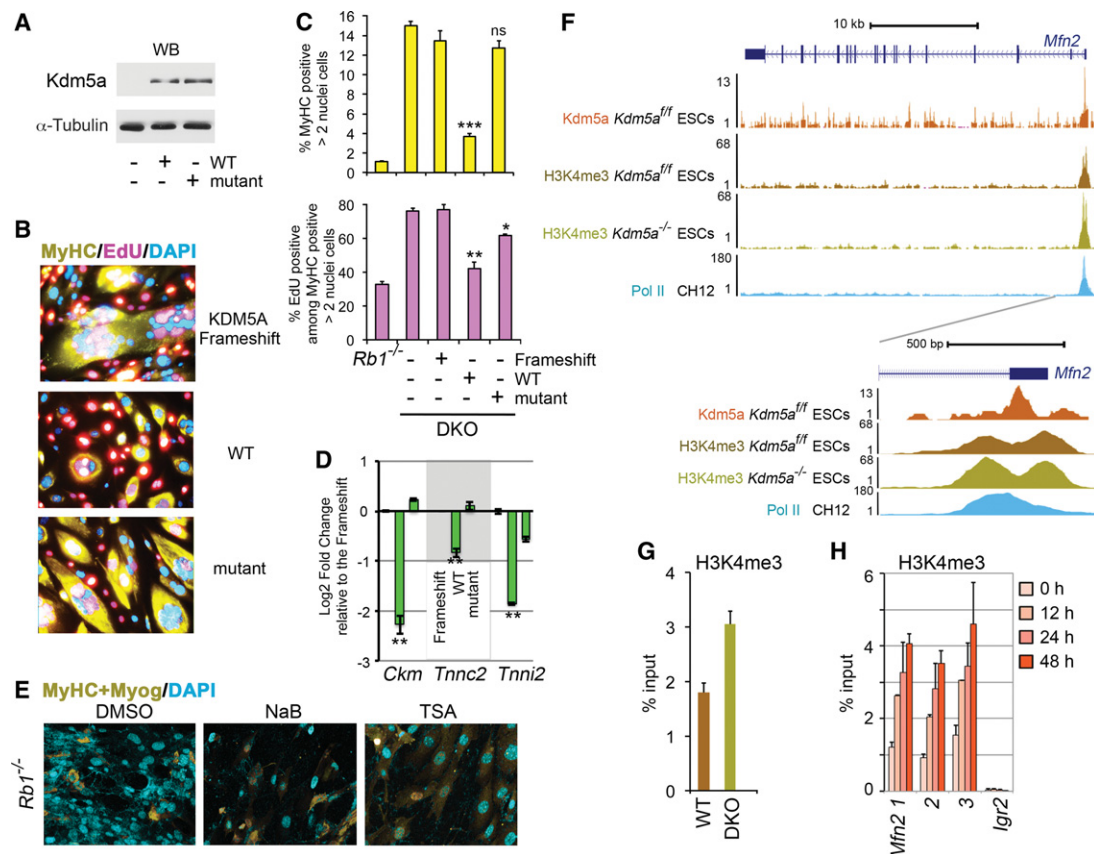 A
WB
Kdm5a
α-Tubulin
- + - WT
- - + mutant
B
MyHC/EdU/DAPI
KDM5A
Frameshift
WT
mutant
C
% MyHC positive
> 2 nuclei cells
16
14
12
10
8
6
4
2
0
***
ns
% EdU positive
among MyHC positive
> 2 nuclei cells
80
60
40
20
0
**
*
Rb1-/- - + - - Frameshift
- - + - WT
- - - + mutant
DKO
D
Log2 Fold Change
relative to the Frameshift
1
0
-1
-2
-3
**
**
**
Frameshift
WT
mutant
Ckm Tnnc2 Tnni2
E
MyHC+Myog/DAPI
DMSO NaB TSA
Rb1-/-
F
10 kb
Mfn2
13
1
Kdm5a Kdm5a f/f ESCs
68
1
H3K4me3 Kdm5a f/f ESCs
68
1
H3K4me3 Kdm5a -/- ESCs
180
1
Pol II CH12
500 bp
Mfn2
13
1
Kdm5a Kdm5a f/f ESCs
68
1
H3K4me3 Kdm5a f/f ESCs
68
1
H3K4me3 Kdm5a -/- ESCs
180
1
Pol II CH12
G
H3K4me3
% input
4
3
2
1
0
WT DKO
H
H3K4me3
% input
6
4
2
0
Mfn2 1 2 3 Igr2
0 h
12 h
24 h
48 h